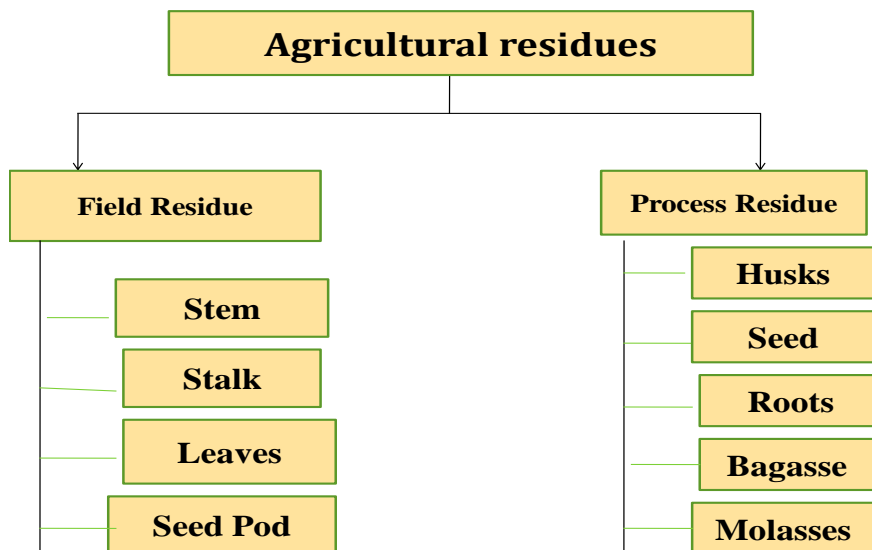 Agricultural residues
Field Residue
Stem
Stalk
Leaves
Seed Pod
Process Residue
Husks
Seed
Roots
Bagasse
Molasses